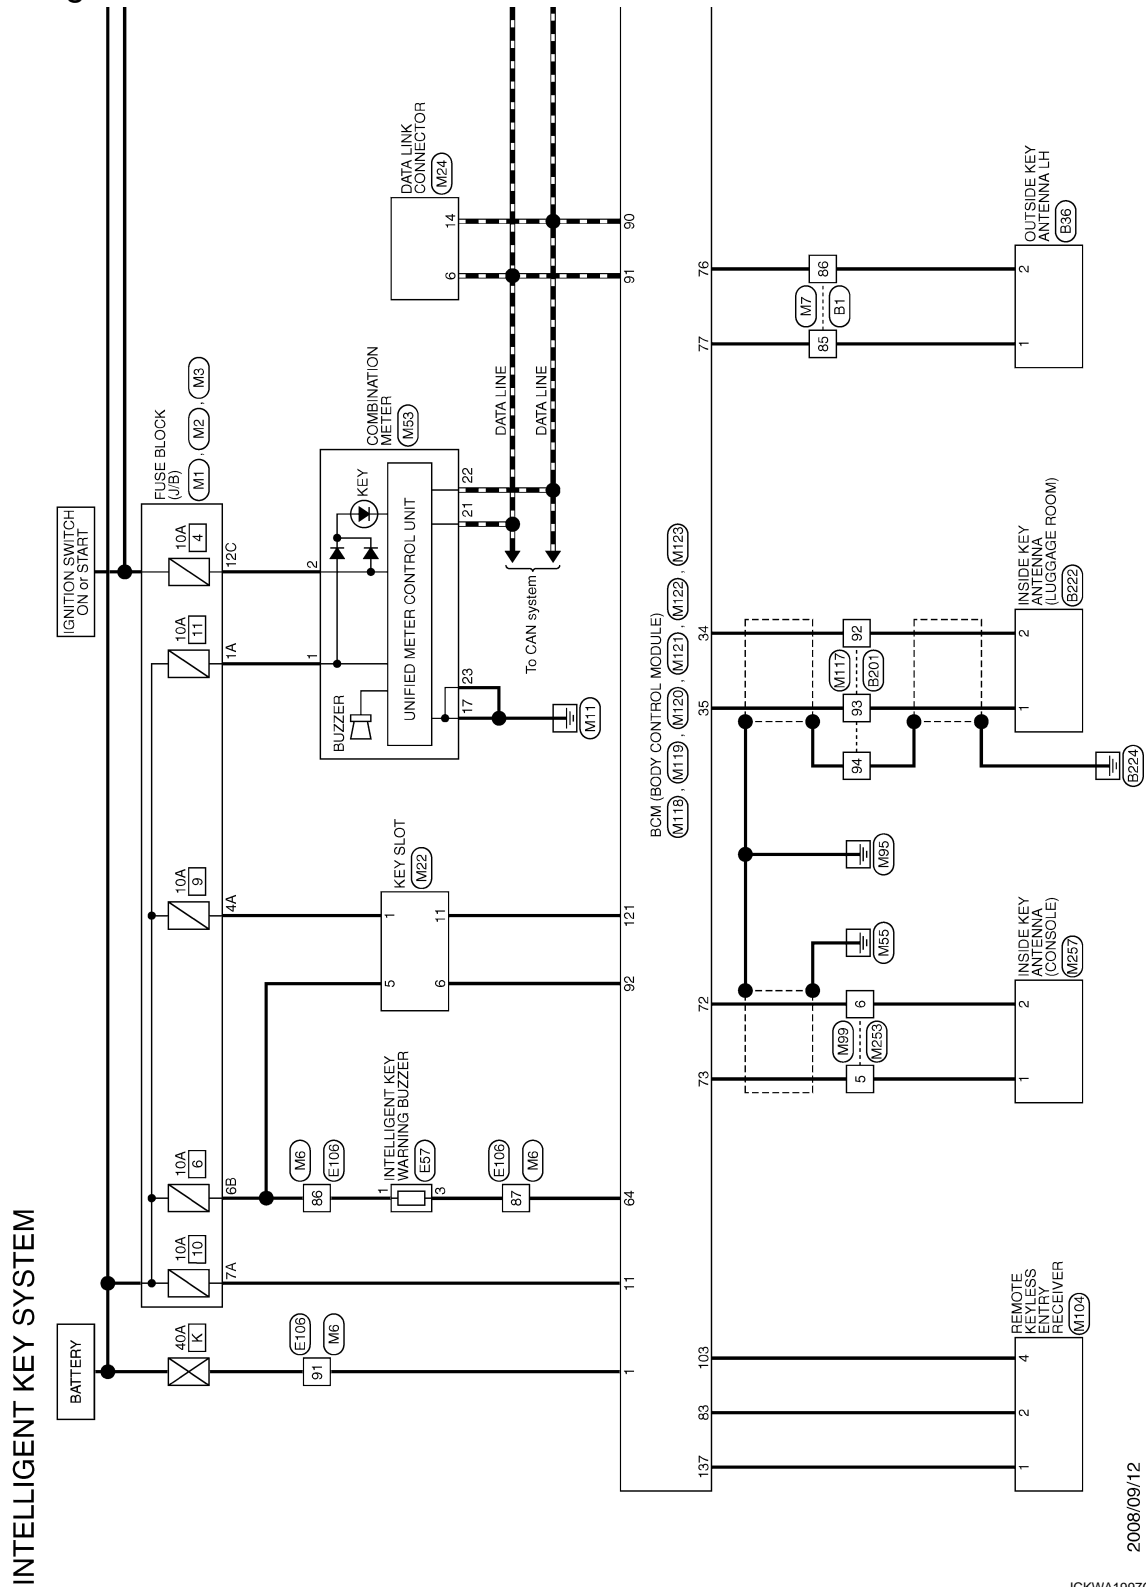 INTELLIGENT KEY SYSTEM
BATTERY
IGNITION SWITCH
ON or START
40A
K
10A
10
10A
6
10A
9
10A
11
10A
4
FUSE BLOCK
(J/B)
M1 , M2 , M3
7A
6B
4A
1A
12C
E106
M6
91
M6
E106
86
1
INTELLIGENT KEY
WARNING BUZZER
E57
3
E106
M6
87
KEY SLOT
M22
5
1
6
11
COMBINATION
METER
M53
1
2
BUZZER
KEY
UNIFIED METER CONTROL UNIT
17
23
21
22
M11
DATA LINK
CONNECTOR
M24
6
14
DATA LINE
DATA LINE
To CAN system
1
11
64
92
121
91
90
BCM (BODY CONTROL MODULE)
M118 , M119 , M120 , M121 , M122 , M123
137
83
103
73
72
35
34
77
76
M99
M253
5
6
M55
M95
M117
B201
94
93
92
B224
M7
B1
85
86
1
2
4
REMOTE
KEYLESS
ENTRY
RECEIVER
M104
1
2
INSIDE KEY
ANTENNA
(CONSOLE)
M257
1
2
INSIDE KEY
ANTENNA
(LUGGAGE ROOM)
B222
1
2
OUTSIDE KEY
ANTENNA LH
B36
2008/09/12